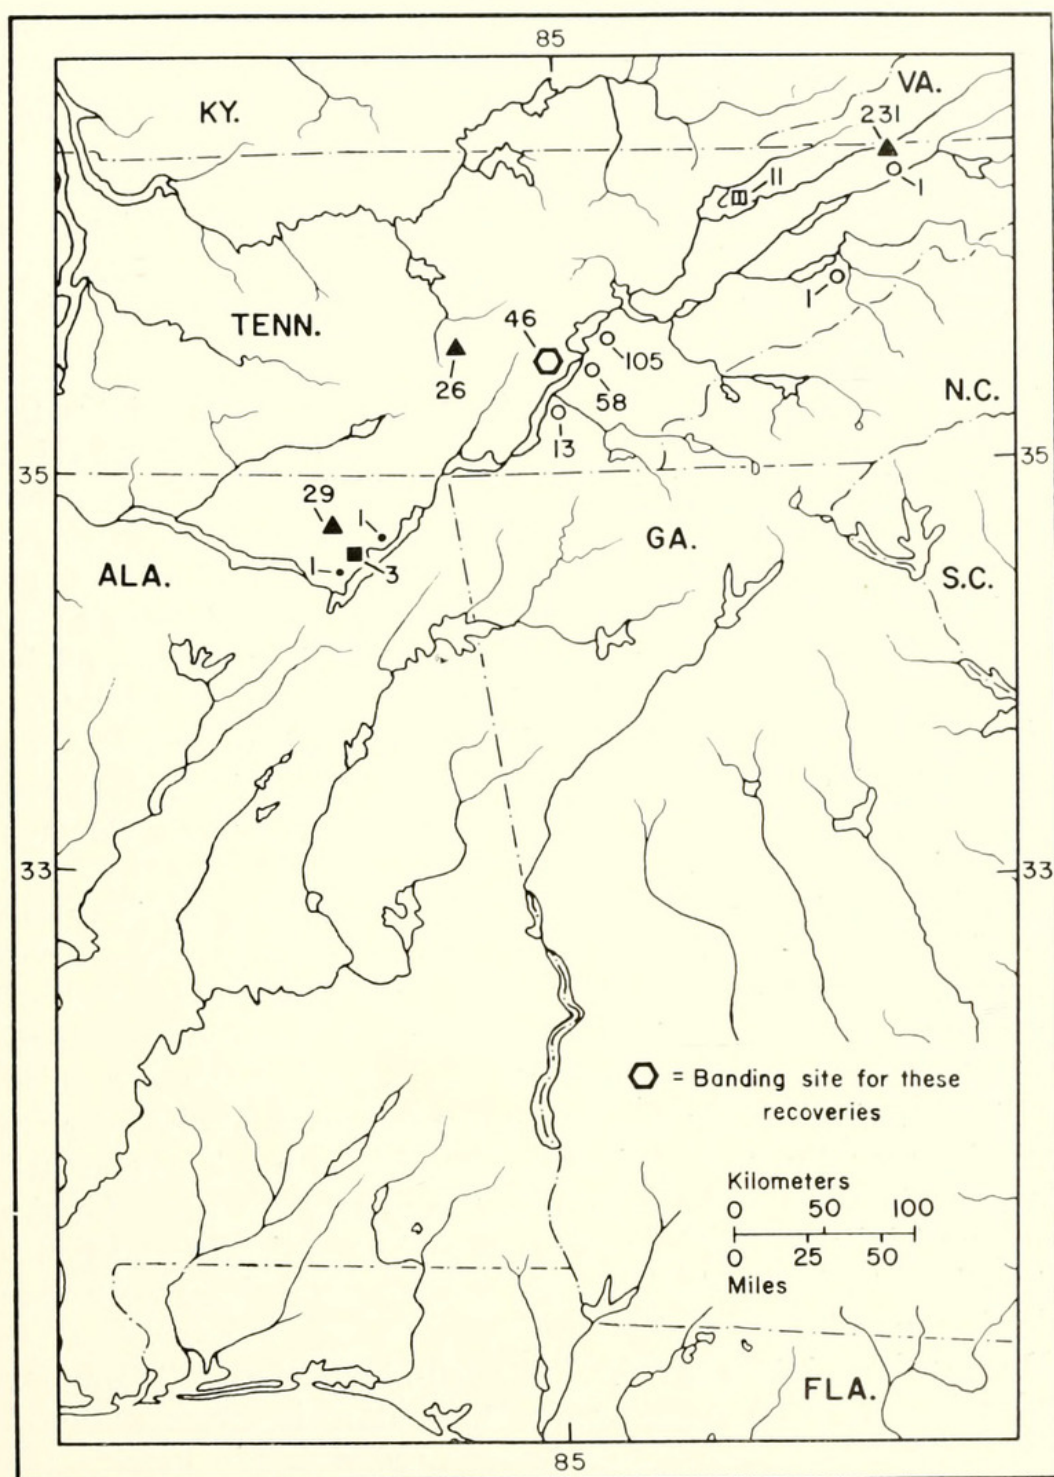 85
KY.
VA.
231
11
1
1
TENN.
46
26
105
58
13
N.C.
35
35
29
1
GA.
ALA.
1
3
S.C.
33
33
= Banding site for these
recoveries
Kilometers
0 50 100
0 25 50
Miles
FLA.
85